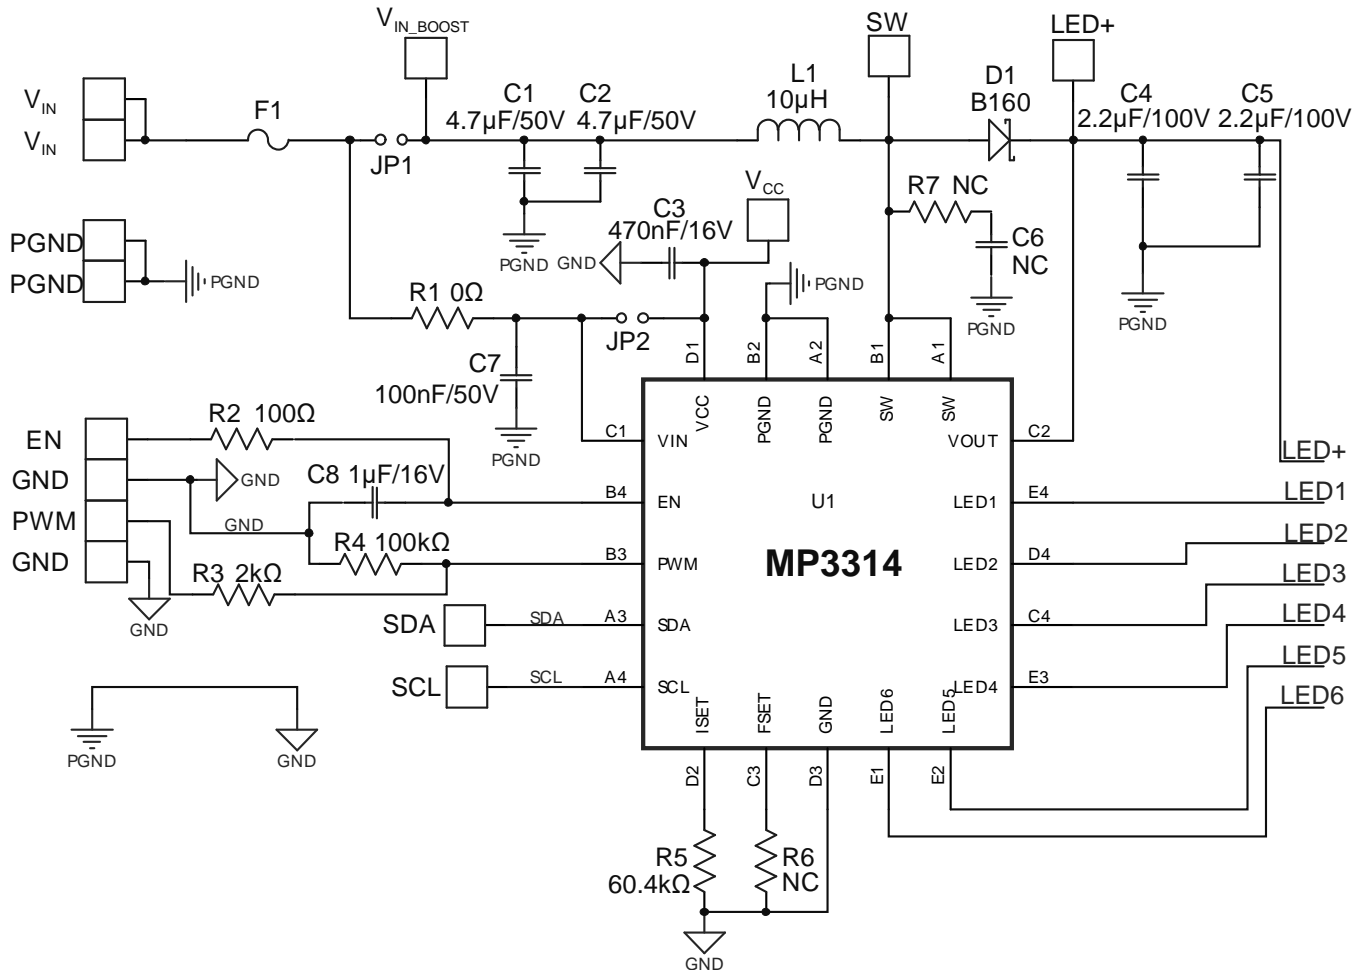 V_IN_BOOST
SW
LED+
V_IN
V_IN
F1
JP1
C1
4.7µF/50V
C2
4.7µF/50V
L1
10µH
D1
B160
C4
2.2µF/100V
C5
2.2µF/100V
PGND
PGND
PGND
PGND
C3
470nF/16V
GND
V_CC
R7 NC
C6
NC
PGND
PGND
PGND
R1 0Ω
JP2
C7
100nF/50V
PGND
D1
B2
A2
B1
A1
VCC
PGND
PGND
SW
SW
EN
GND
PWM
GND
R2 100Ω
GND
C8 1µF/16V
GND
R4 100kΩ
R3 2kΩ
GND
C1
VIN
VOUT
C2
B4
EN
U1
LED1
E4
B3
PWM
MP3314
LED2
D4
SDA
SDA
A3
SDA
LED3
C4
SCL
SCL
A4
SCL
LED4
E3
ISET
FSET
GND
LED6
LED5
D2
C3
D3
E1
E2
LED+
LED1
LED2
LED3
LED4
LED5
LED6
PGND
GND
R5
60.4kΩ
R6
NC
GND